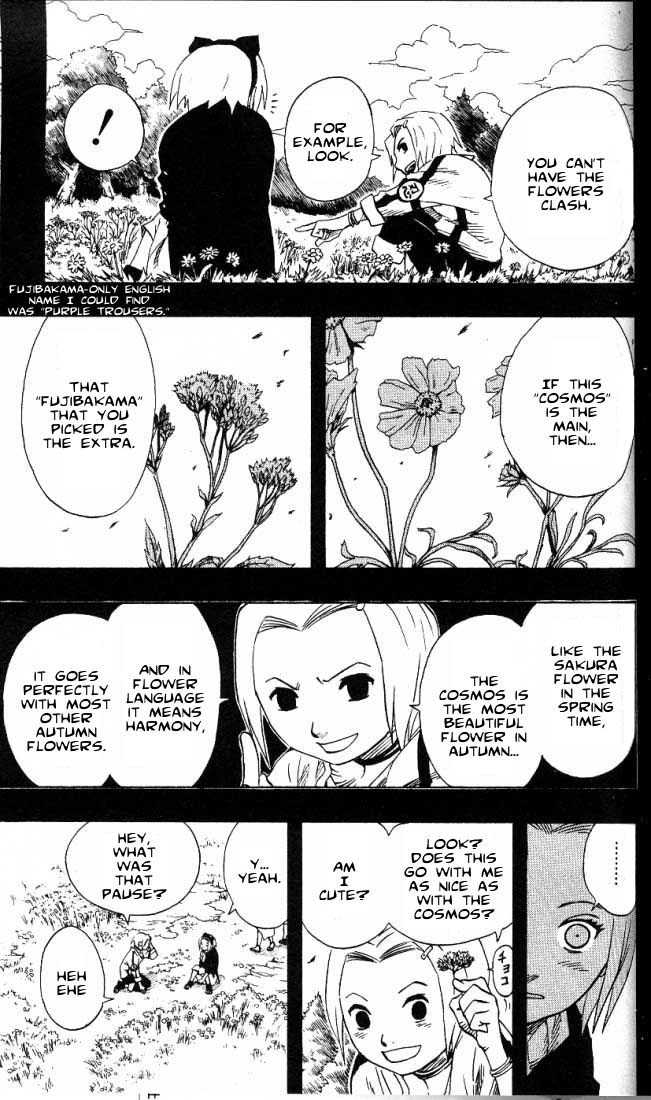 YOU CAN'T
HAVE THE
FLOWERS
CLASH.
FOR
EXAMPLE,
LOOK.
!
FUJIBAKAMA-ONLY ENGLISH
NAME I COULD FIND
WAS "PURPLE TROUSERS."
IF THIS
"COSMOS"
IS THE
MAIN,
THEN...
THAT
"FUJIBAKAMA"
THAT YOU
PICKED IS
THE EXTRA.
LIKE THE
SAKURA
FLOWER
IN THE
SPRING
TIME,
THE
COSMOS IS
THE MOST
BEAUTIFUL
FLOWER IN
AUTUMN...
AND IN
FLOWER
LANGUAGE
IT MEANS
HARMONY,
IT GOES
PERFECTLY
WITH MOST
OTHER
AUTUMN
FLOWERS.
.........
LOOK?
DOES THIS
GO WITH ME
AS NICE AS
WITH THE
COSMOS?
AM
I
CUTE?
チョコ
Y...
YEAH.
HEY,
WHAT
WAS
THAT
PAUSE?
HEH
EHE